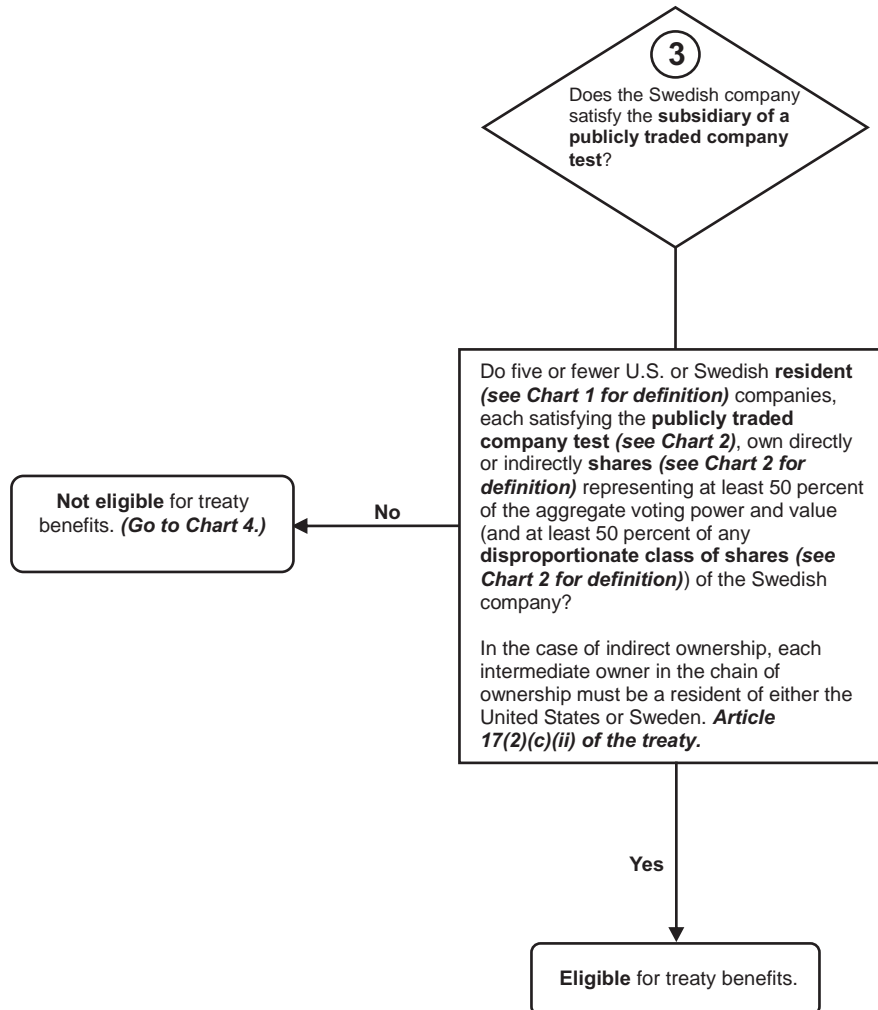 3
Does the Swedish company
satisfy the subsidiary of a
publicly traded company
test?
Do five or fewer U.S. or Swedish resident
(see Chart 1 for definition) companies,
each satisfying the publicly traded
company test (see Chart 2), own directly
or indirectly shares (see Chart 2 for
definition) representing at least 50 percent
of the aggregate voting power and value
(and at least 50 percent of any
disproportionate class of shares (see
Chart 2 for definition)) of the Swedish
company?
In the case of indirect ownership, each
intermediate owner in the chain of
ownership must be a resident of either the
United States or Sweden. Article
17(2)(c)(ii) of the treaty.
No
Not eligible for treaty
benefits. (Go to Chart 4.)
Yes
Eligible for treaty benefits.